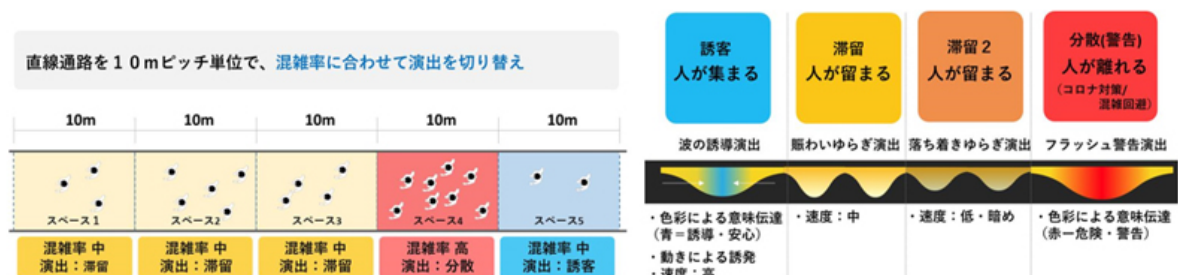 直線通路を１０ｍピッチ単位で、混雑率に合わせて演出を切り替え
10m
10m
10m
10m
10m
スペース1
スペース2
スペース3
スペース4
スペース5
混雑率 中
演出：滞留
混雑率 中
演出：滞留
混雑率 中
演出：滞留
混雑率 高
演出：分散
混雑率 中
演出：誘客
誘客
人が集まる
滞留
人が留まる
滞留２
人が留まる
分散(警告)
人が離れる
（コロナ対策/
混雑回避）
波の誘導演出
賑わいゆらぎ演出
落ち着きゆらぎ演出
フラッシュ警告演出
・色彩による意味伝達
（青＝誘導・安心）
・動きによる誘発
・速度：高
・速度：中
・速度：低・暗め
・色彩による意味伝達
（赤ー危険・警告）